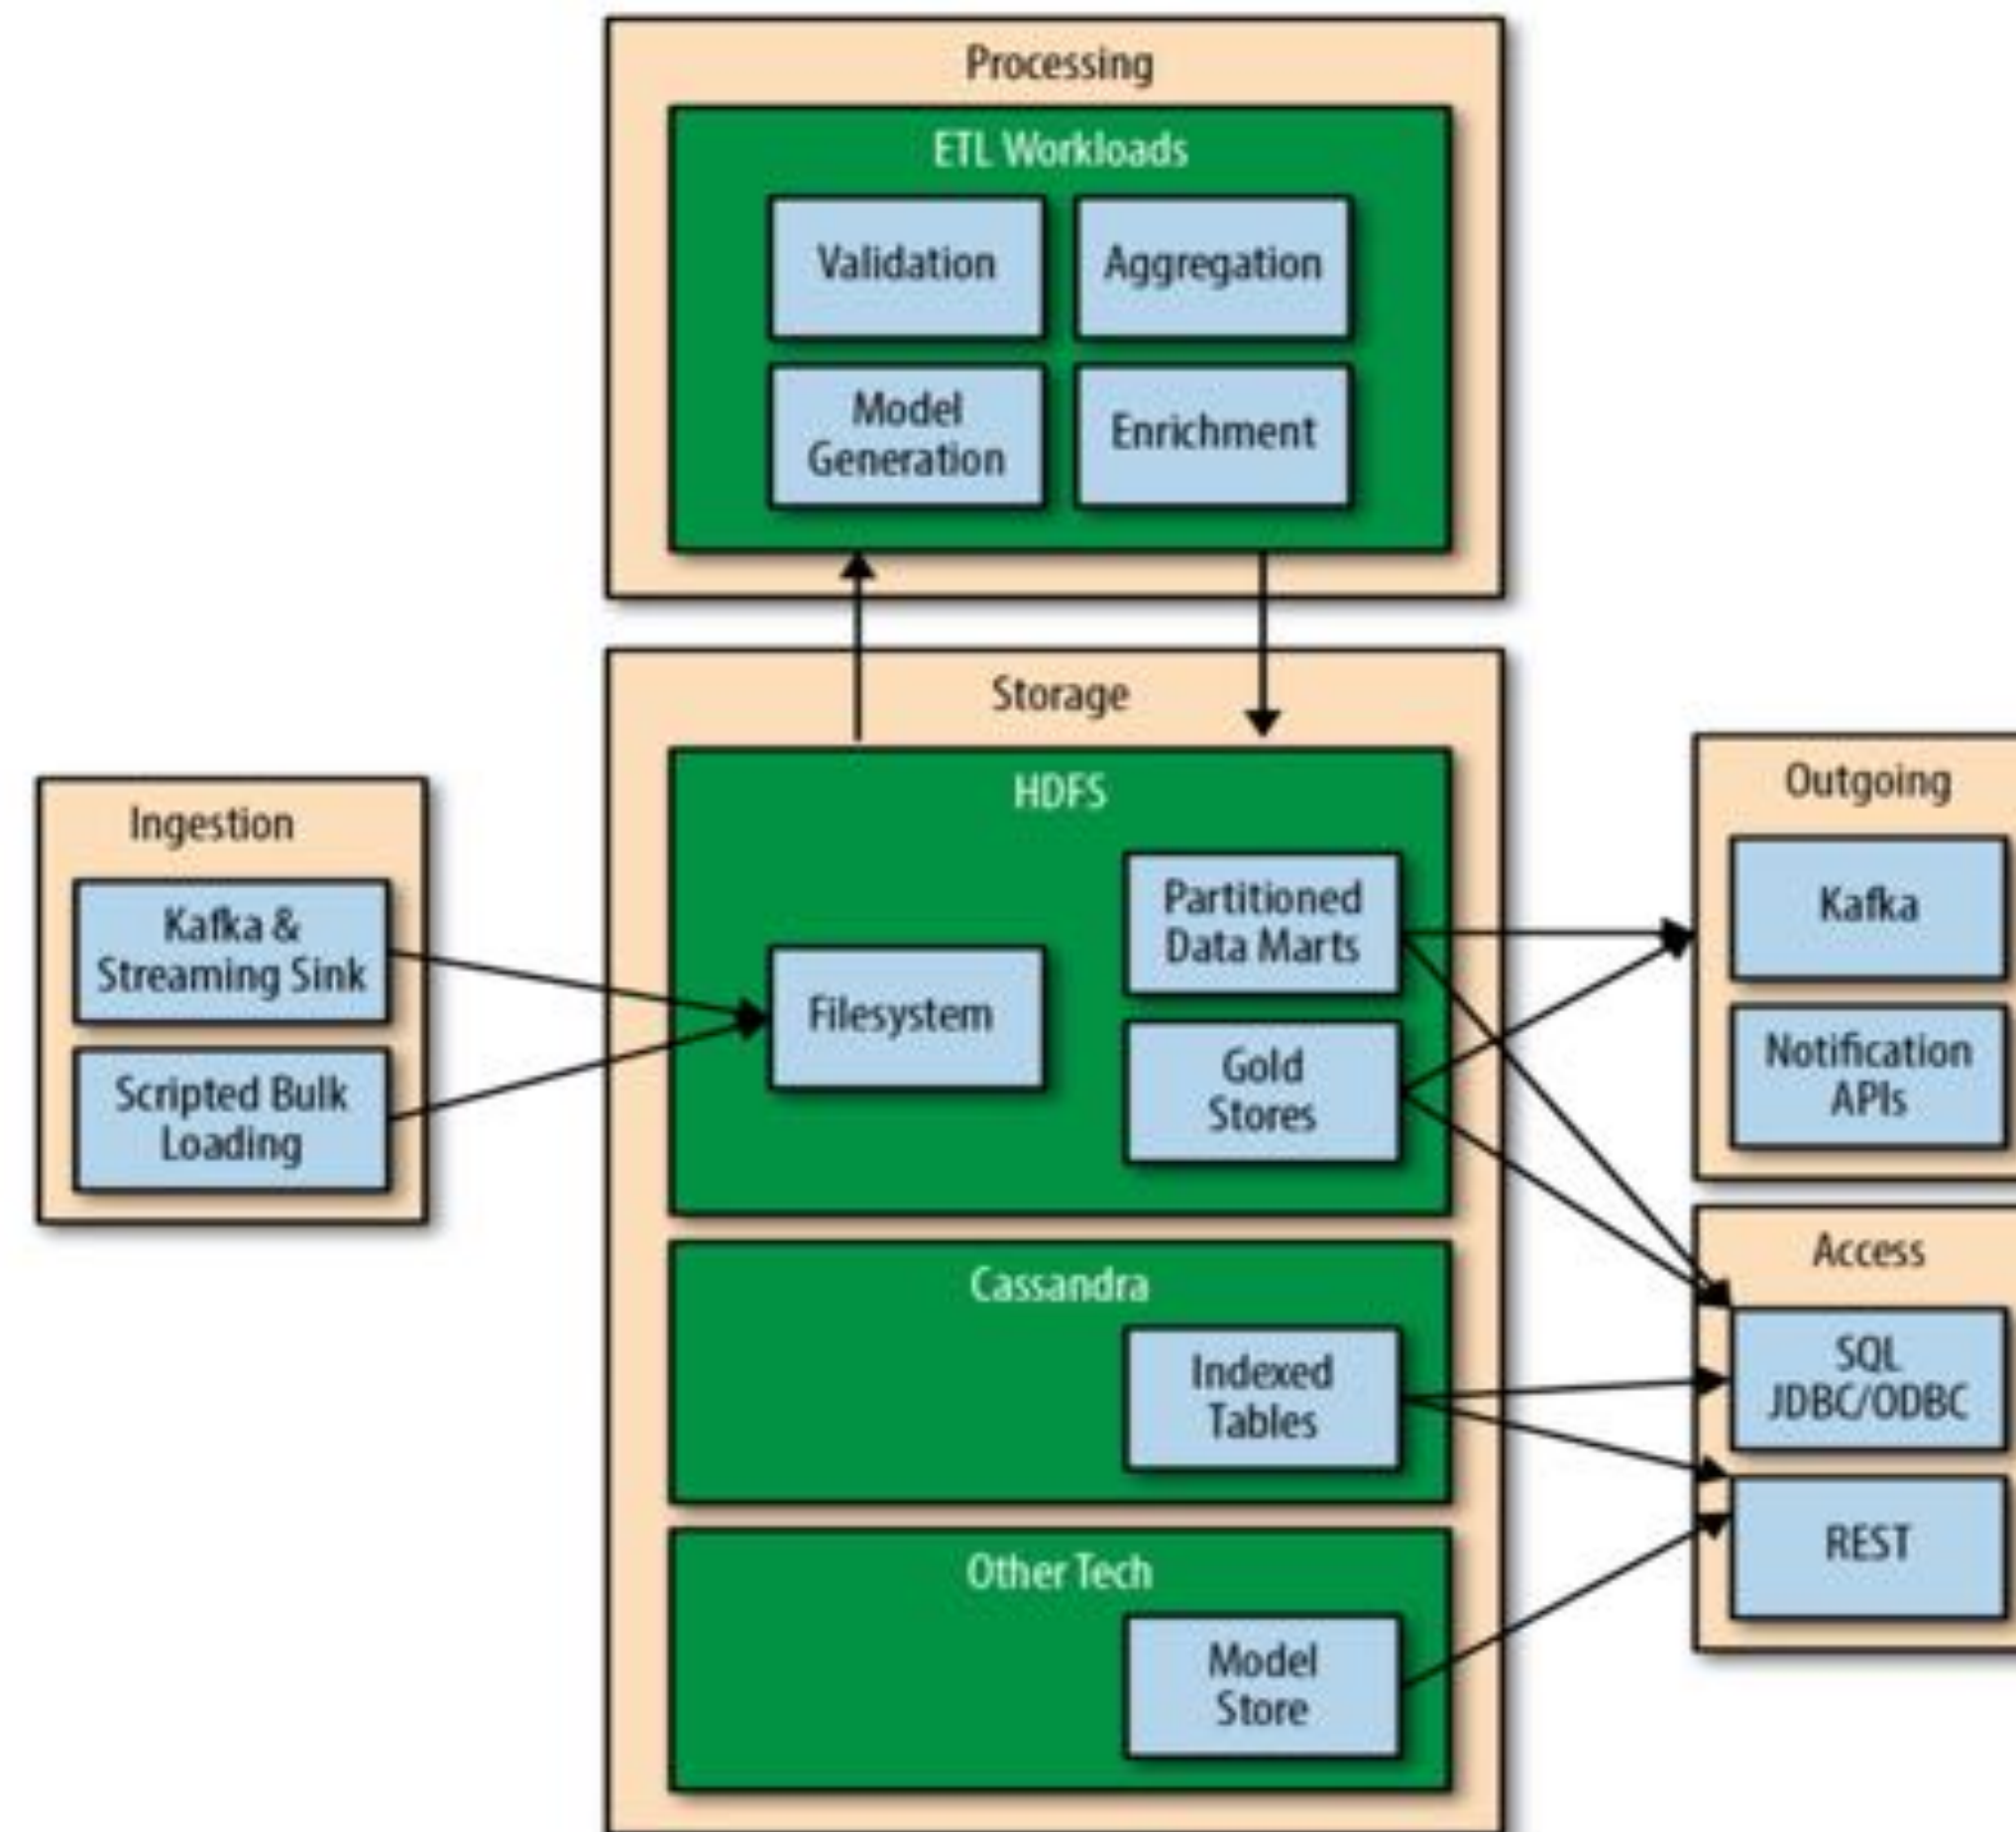 Processing
ETL Workloads
Validation
Aggregation
Model
Generation
Enrichment
Storage
HDFS
Ingestion
Kafka &
Streaming Sink
Scripted Bulk
Loading
Filesystem
Partitioned
Data Marts
Gold
Stores
Outgoing
Kafka
Notification
APIs
Cassandra
Indexed
Tables
Access
SQL
JDBC/ODBC
REST
Other Tech
Model
Store